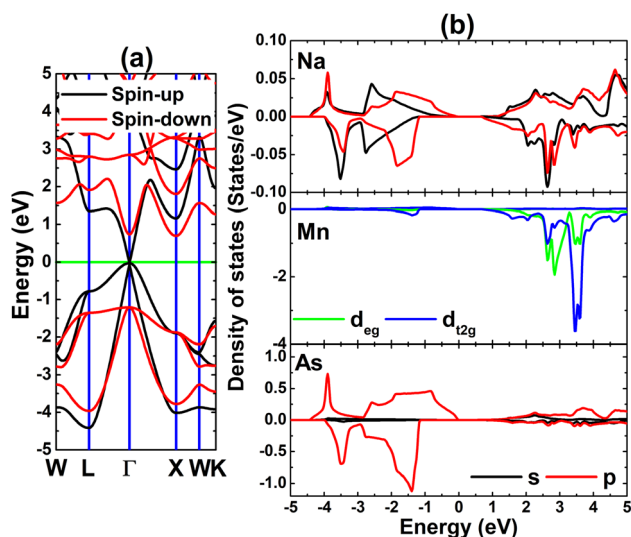 (a)
5
4
3
2
1
0
-1
-2
-3
-4
-5
Energy (eV)
Spin-up
Spin-down
W L Γ X W K
(b)
Na
0.10
0.05
0.00
-0.05
-0.10
Mn
0
-2
-4
d_eg d_t2g
As
1.0
0.5
0.0
-0.5
-1.0
s p
Density of states (States/eV)
-5 -4 -3 -2 -1 0 1 2 3 4 5
Energy (eV)